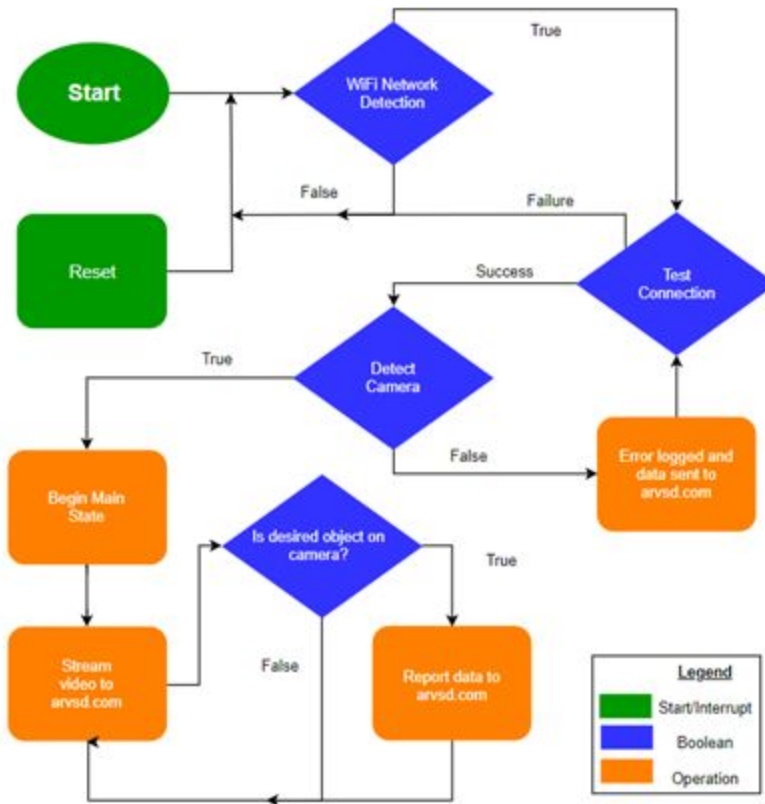 True
Start
WiFi Network
Detection
False
Failure
Reset
Success
Test
Connection
True
Detect
Camera
False
Error logged and
data sent to
arvsd.com
Begin Main
State
Is desired object on
camera?
True
False
Stream
video to
arvsd.com
Report data to
arvsd.com
Legend
Start/Interrupt
Boolean
Operation